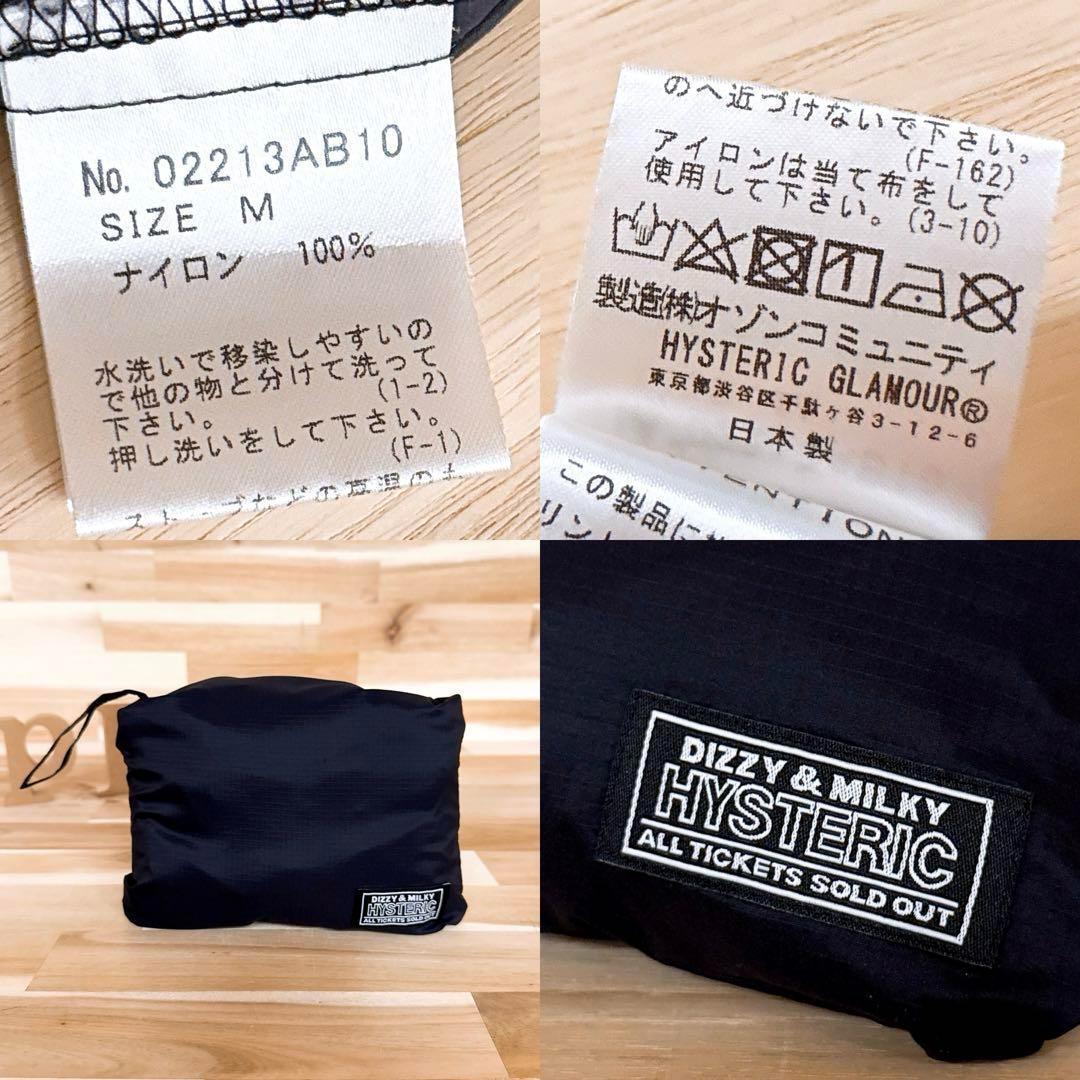 No. 02213AB10
SIZE M
ナイロン 100%
水洗いで移染しやすいの
で他の物と分けて洗って
下さい。 (1-2)
押し洗いをして下さい。
(F-1)
のへ近づけないで下さい。
(F-162)
アイロンは当て布をして
使用して下さい。(3-10)
製造(株)オゾンコミュニティ
HYSTERIC GLAMOUR®
東京都渋谷区千駄ヶ谷3-12-6
日本製
この製品に
DIZZY & MILKY
HYSTERIC
ALL TICKETS SOLD OUT
DIZZY & MILKY
HYSTERIC
ALL TICKETS SOLD OUT